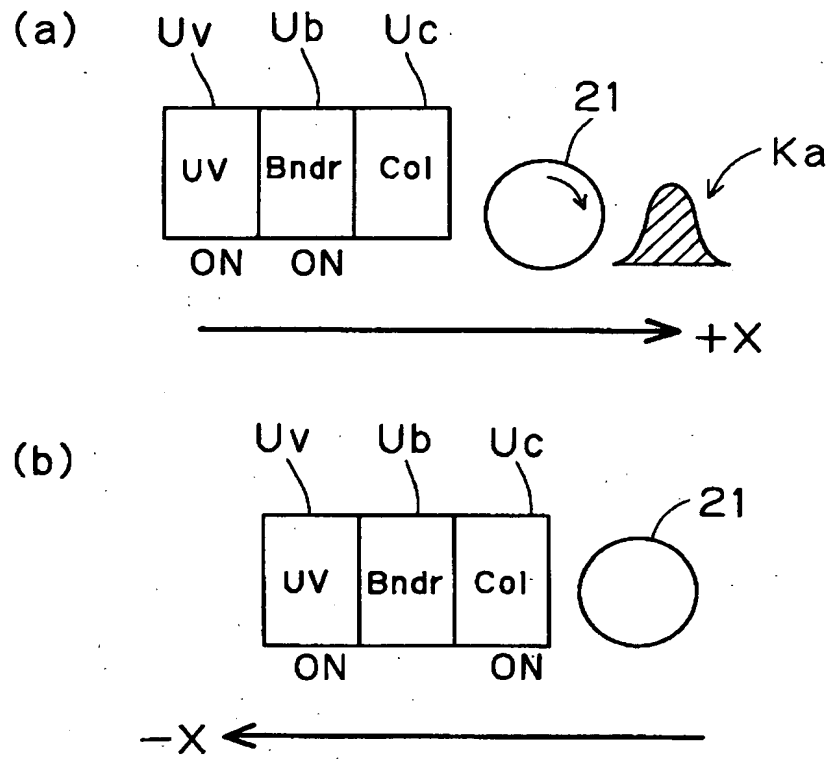 (a) Uv Ub Uc
21
Ka
UV Bndr Col
ON ON
+X
(b) Uv Ub Uc
21
UV Bndr Col
ON ON
−X